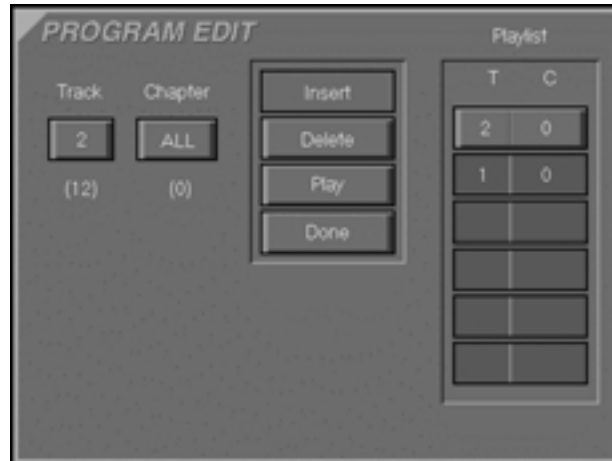 PROGRAM EDIT
Playlist
Track Chapter
2 ALL
(12) (0)
Insert
Delete
Play
Done
T C
2 0
1 0